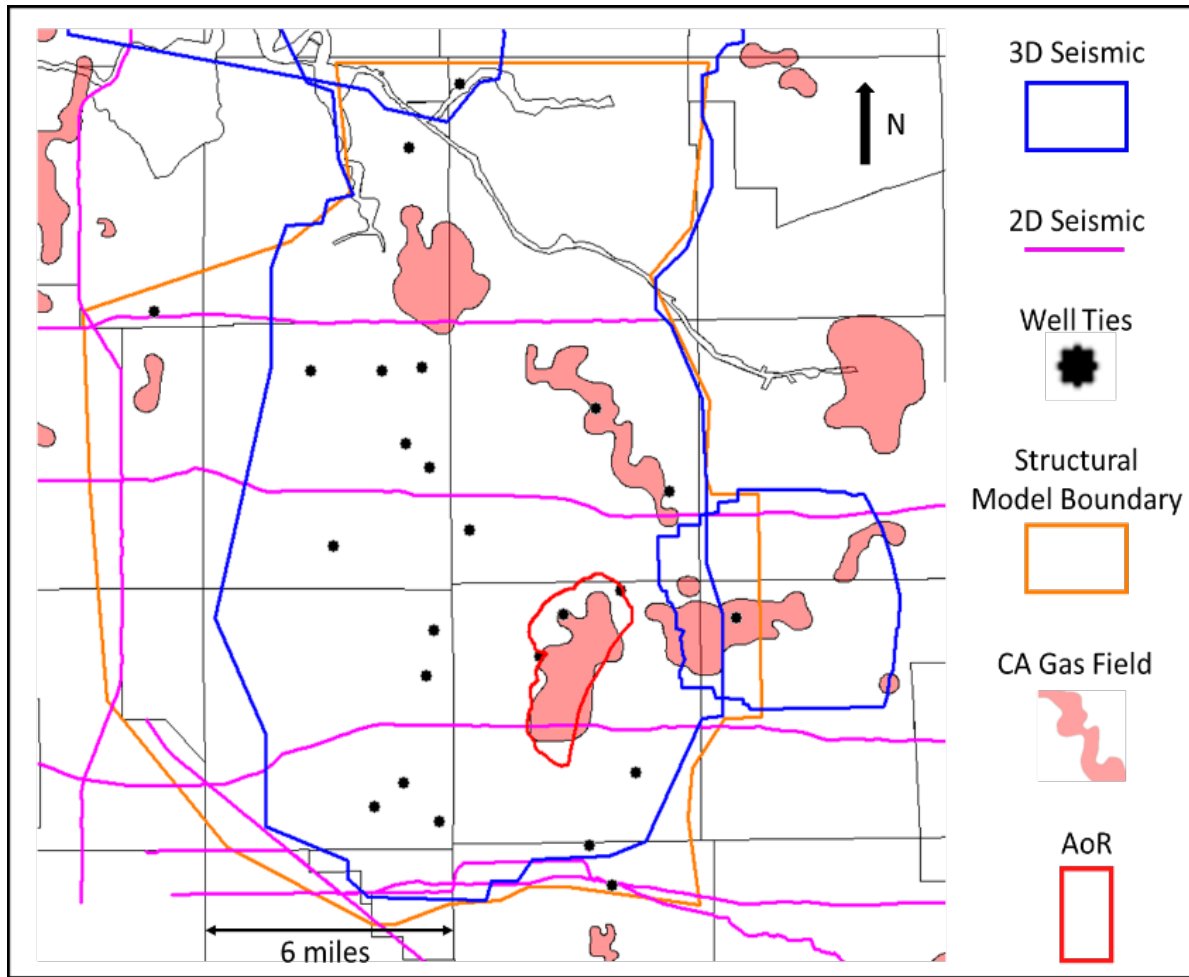 N
6 miles
3D Seismic
2D Seismic
Well Ties
Structural
Model Boundary
CA Gas Field
AoR